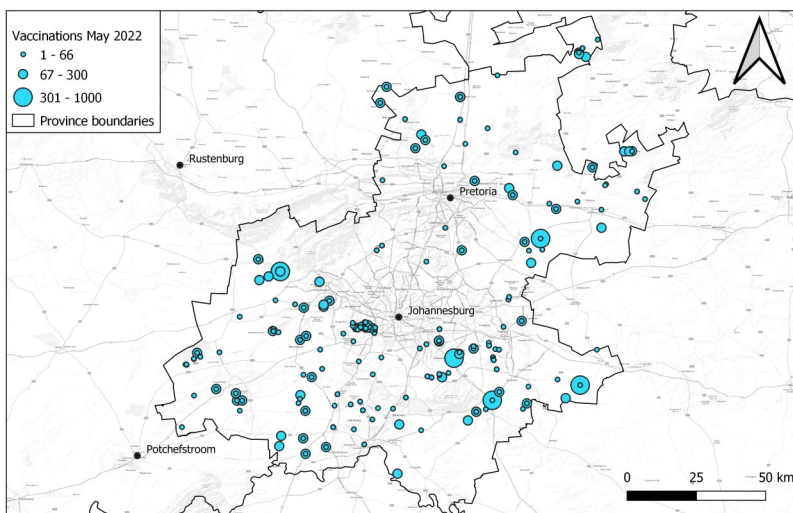 Vaccinations May 2022
1 - 66
67 - 300
301 - 1000
Province boundaries
Rustenburg
Pretoria
Johannesburg
Potchefstroom
0 25 50 km